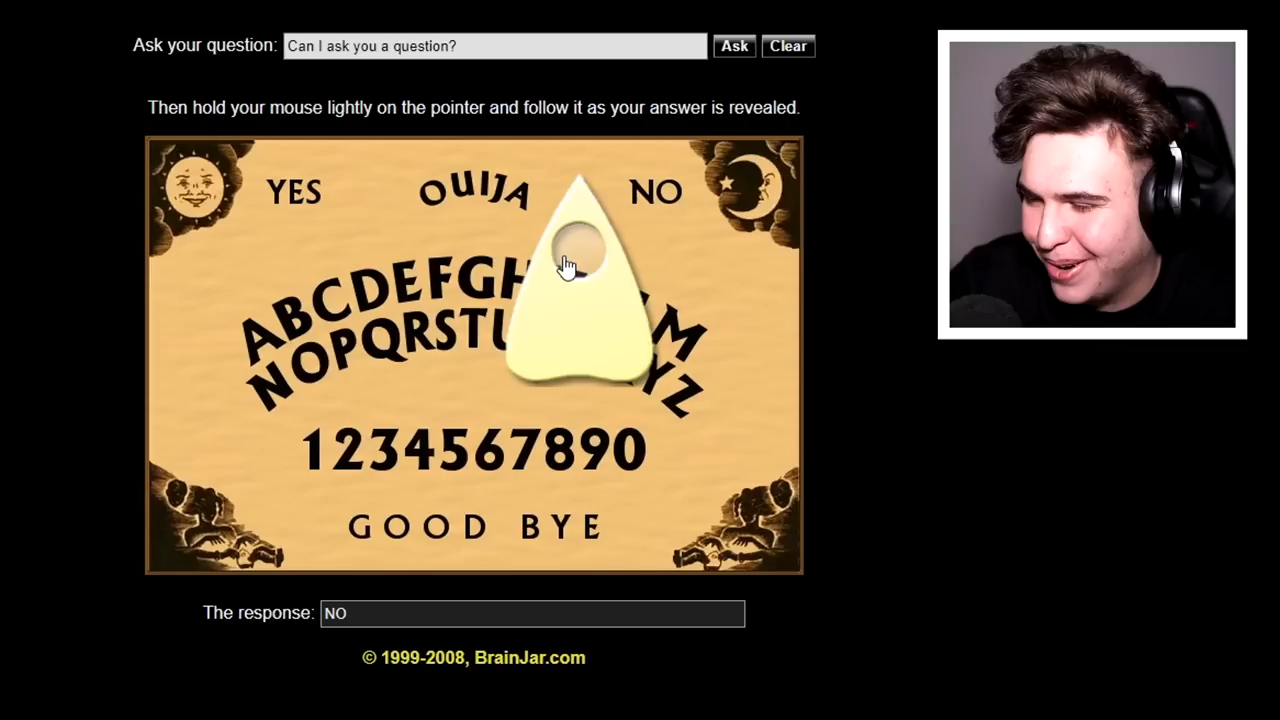 Ask your question: Can I ask you a question? Ask Clear
Then hold your mouse lightly on the pointer and follow it as your answer is revealed.
YES OUIJA NO
ABCDEFGH M
NOPQRST YZ
1234567890
GOOD BYE
The response: NO
© 1999-2008, BrainJar.com